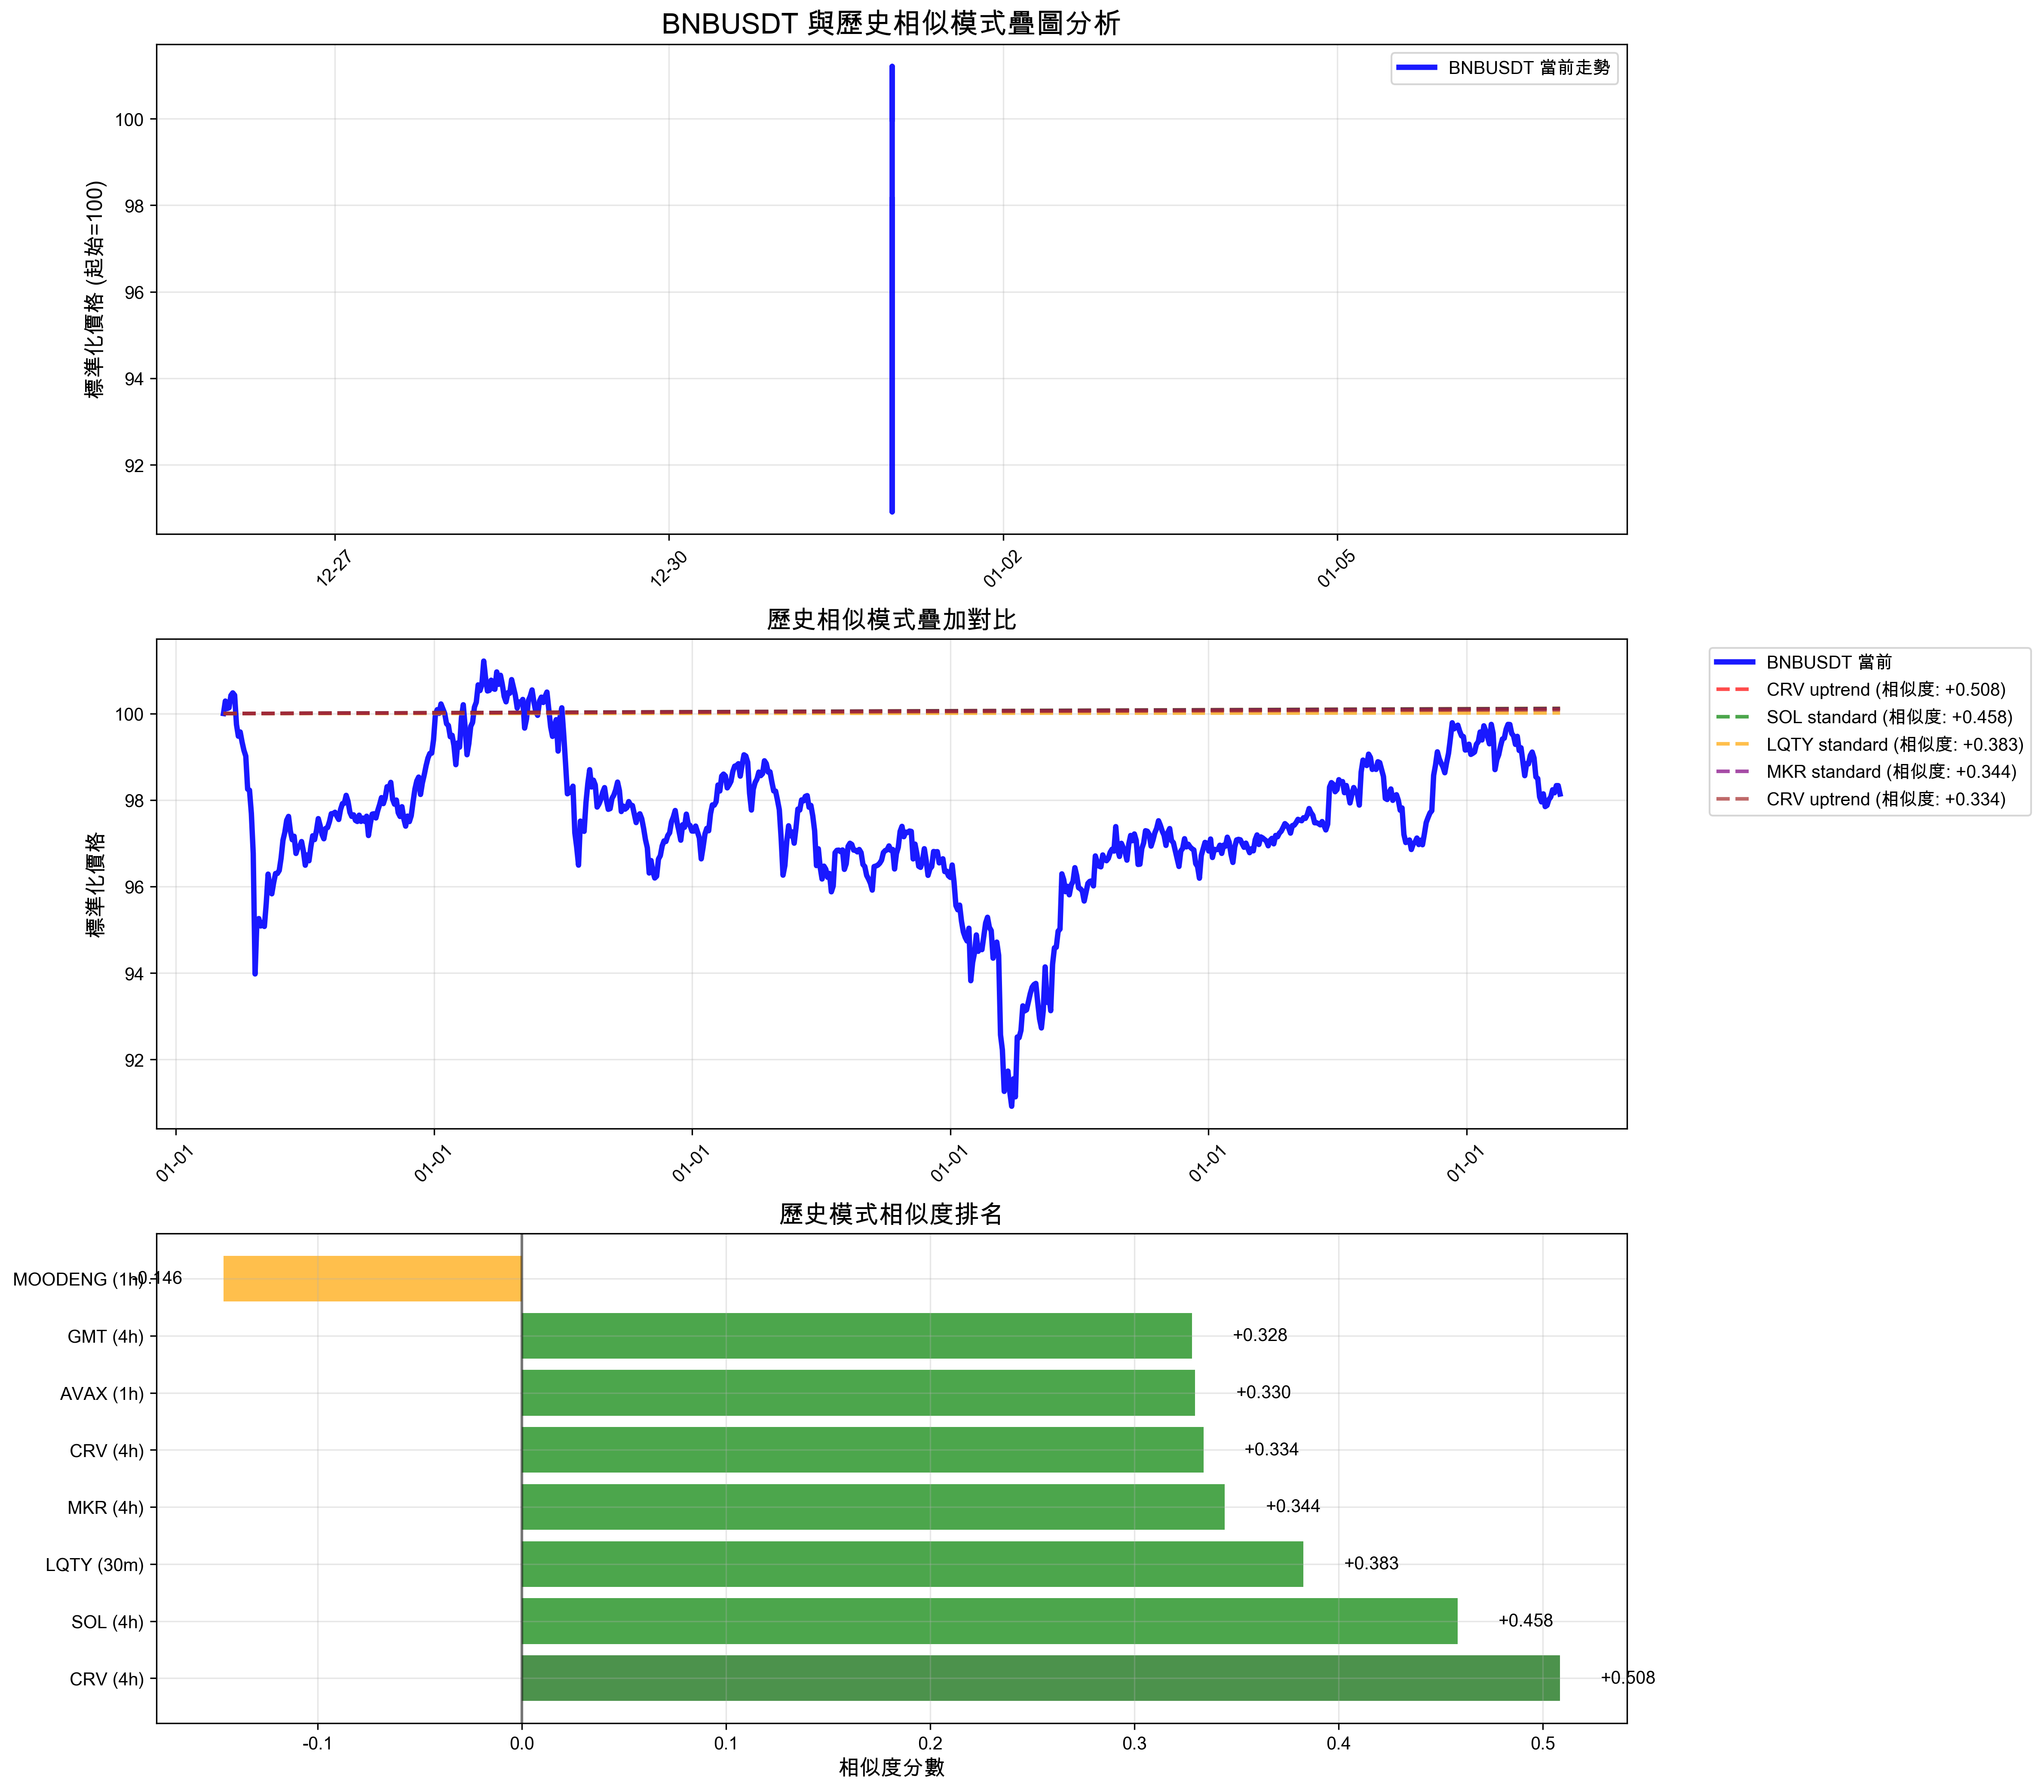 BNBUSDT 與歷史相似模式疊圖分析
BNBUSDT 當前走勢
標準化價格 (起始=100)
100
98
96
94
92
12-27
12-30
01-02
01-05
歷史相似模式疊加對比
標準化價格
100
98
96
94
92
01-01
01-01
01-01
01-01
01-01
01-01
BNBUSDT 當前
CRV uptrend (相似度: +0.508)
SOL standard (相似度: +0.458)
LQTY standard (相似度: +0.383)
MKR standard (相似度: +0.344)
CRV uptrend (相似度: +0.334)
歷史模式相似度排名
MOODENG (1h)
-0.146
GMT (4h)
+0.328
AVAX (1h)
+0.330
CRV (4h)
+0.334
MKR (4h)
+0.344
LQTY (30m)
+0.383
SOL (4h)
+0.458
CRV (4h)
+0.508
-0.1
0.0
0.1
0.2
0.3
0.4
0.5
相似度分數